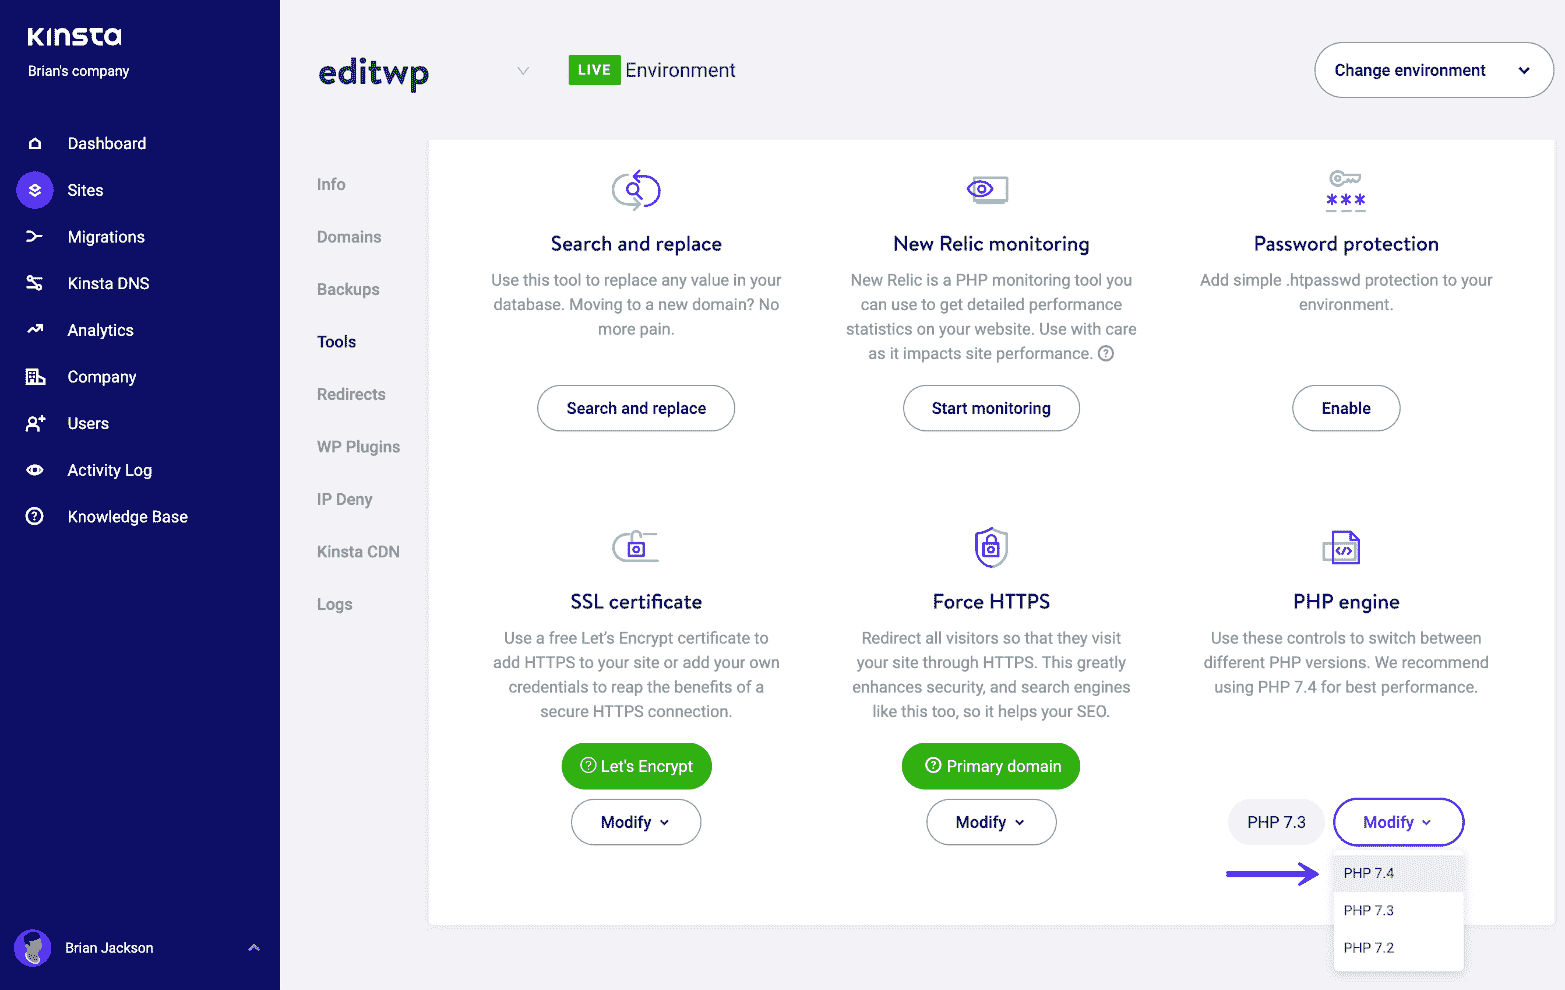 Kinsta
Brian's company
Dashboard
Sites
Migrations
Kinsta DNS
Analytics
Company
Users
Activity Log
Knowledge Base
Brian Jackson
editwp
LIVE Environment
Change environment
Info
Domains
Backups
Tools
Redirects
WP Plugins
IP Deny
Kinsta CDN
Logs
Search and replace
Use this tool to replace any value in your
database. Moving to a new domain? No
more pain.
Search and replace
New Relic monitoring
New Relic is a PHP monitoring tool you
can use to get detailed performance
statistics on your website. Use with care
as it impacts site performance. ?
Start monitoring
***
Password protection
Add simple .htpasswd protection to your
environment.
Enable
SSL certificate
Use a free Let’s Encrypt certificate to
add HTTPS to your site or add your own
credentials to reap the benefits of a
secure HTTPS connection.
? Let's Encrypt
Modify
Force HTTPS
Redirect all visitors so that they visit
your site through HTTPS. This greatly
enhances security, and search engines
like this too, so it helps your SEO.
? Primary domain
Modify
</>
PHP engine
Use these controls to switch between
different PHP versions. We recommend
using PHP 7.4 for best performance.
PHP 7.3
Modify
PHP 7.4
PHP 7.3
PHP 7.2